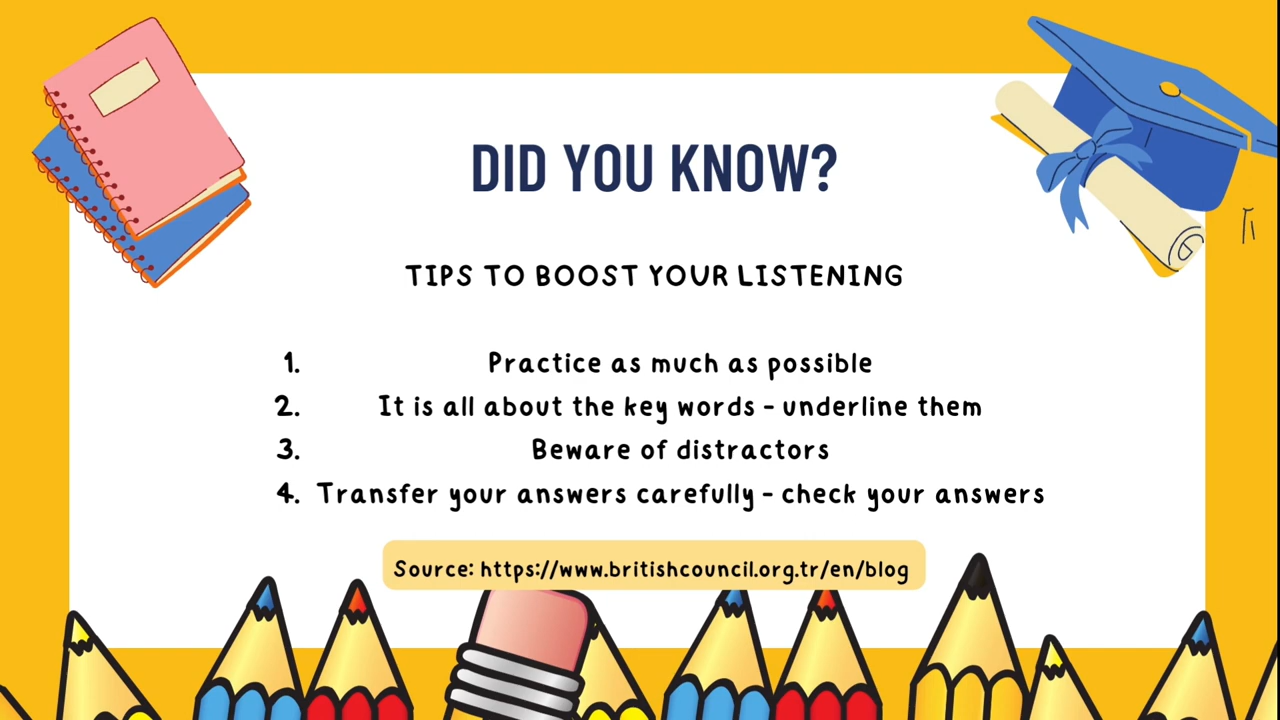 DID YOU KNOW?
TIPS TO BOOST YOUR LISTENING
1. Practice as much as possible
2. It is all about the key words - underline them
3. Beware of distractors
4. Transfer your answers carefully - check your answers
Source: https://www.britishcouncil.org.tr/en/blog